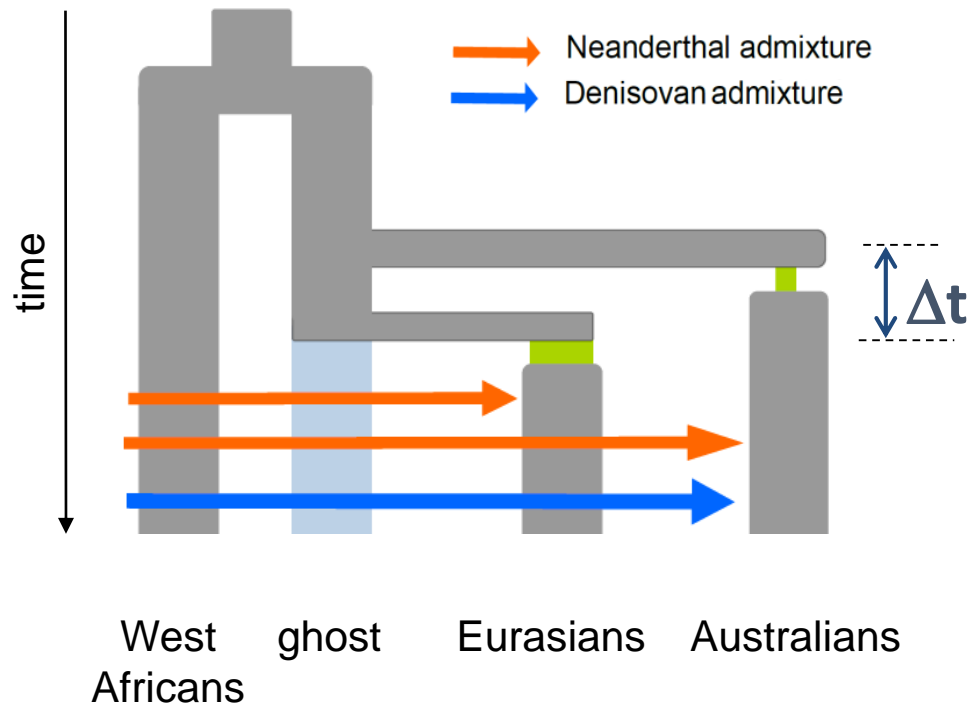 Neanderthal admixture
Denisovan admixture
time
Δt
West Africans
ghost
Eurasians
Australians